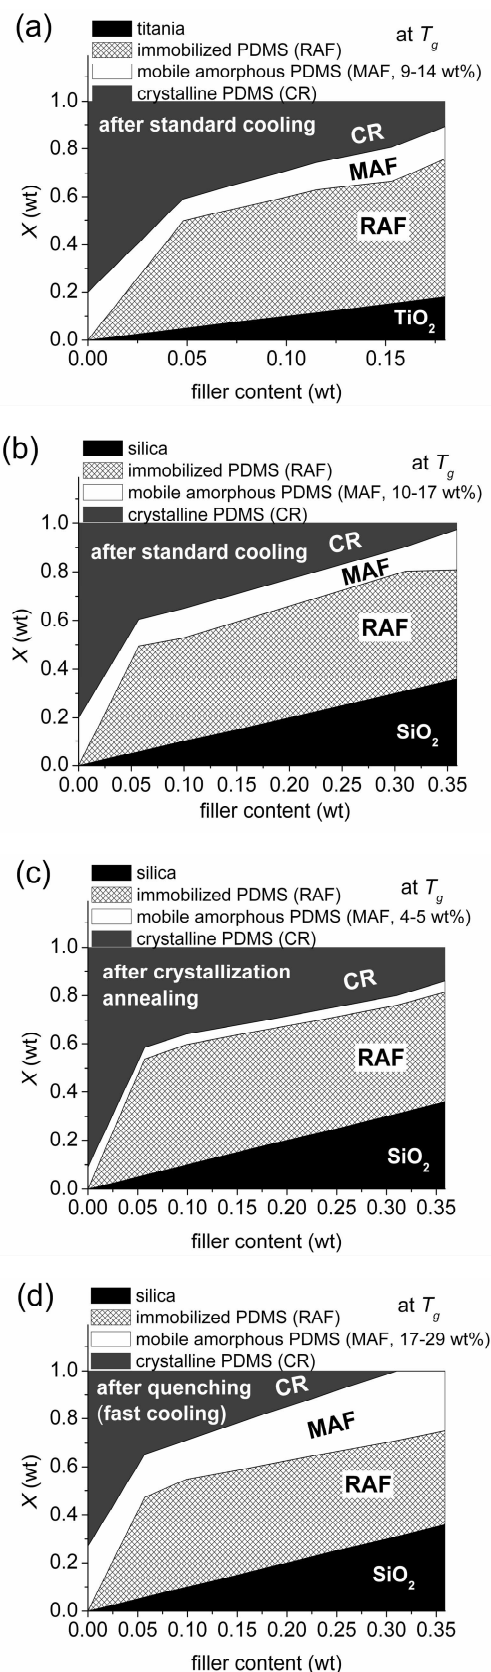 (a)
titania
immobilized PDMS (RAF)
at Tg
mobile amorphous PDMS (MAF, 9-14 wt%)
crystalline PDMS (CR)
after standard cooling
CR
MAF
RAF
TiO2
X (wt)
1.0
0.8
0.6
0.4
0.2
0.0
0.00 0.05 0.10 0.15
filler content (wt)
(b)
silica
immobilized PDMS (RAF)
at Tg
mobile amorphous PDMS (MAF, 10-17 wt%)
crystalline PDMS (CR)
after standard cooling
CR
MAF
RAF
SiO2
X (wt)
1.0
0.8
0.6
0.4
0.2
0.0
0.00 0.05 0.10 0.15 0.20 0.25 0.30 0.35
filler content (wt)
(c)
silica
immobilized PDMS (RAF)
at Tg
mobile amorphous PDMS (MAF, 4-5 wt%)
crystalline PDMS (CR)
after crystallization
annealing
CR
RAF
SiO2
X (wt)
1.0
0.8
0.6
0.4
0.2
0.0
0.00 0.05 0.10 0.15 0.20 0.25 0.30 0.35
filler content (wt)
(d)
silica
immobilized PDMS (RAF)
at Tg
mobile amorphous PDMS (MAF, 17-29 wt%)
crystalline PDMS (CR)
after quenching
(fast cooling)
CR
MAF
RAF
SiO2
X (wt)
1.0
0.8
0.6
0.4
0.2
0.0
0.00 0.05 0.10 0.15 0.20 0.25 0.30 0.35
filler content (wt)